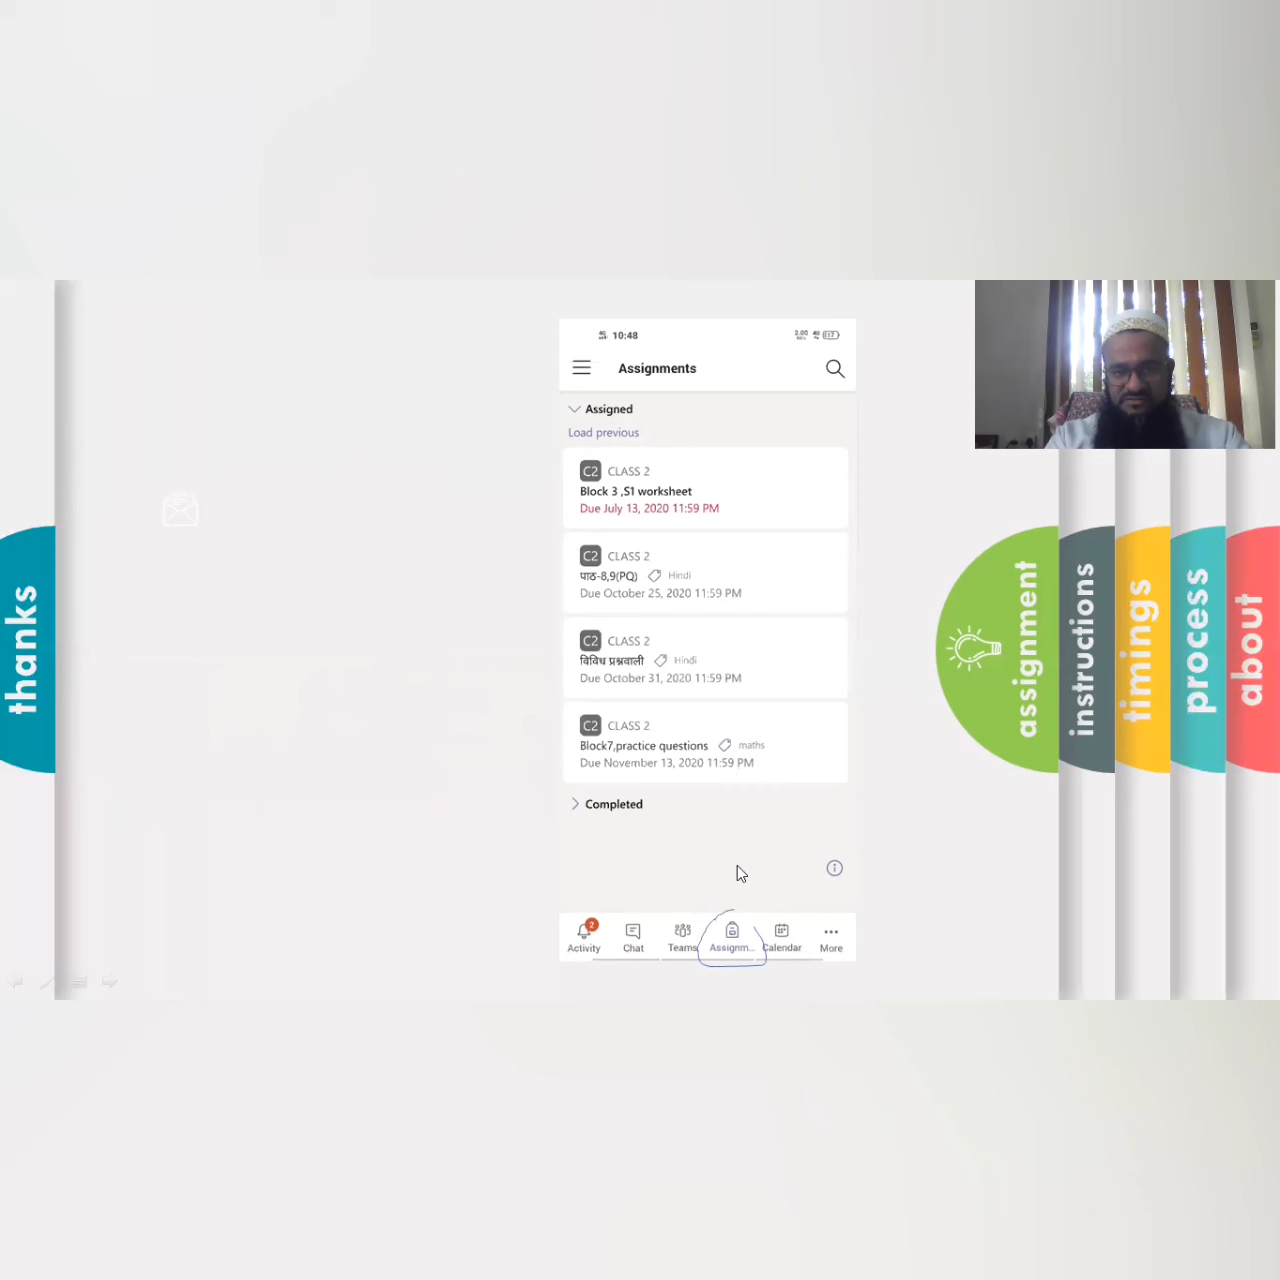 thanks
10:48
Assignments
Assigned
Load previous
C2 CLASS 2
Block 3 ,S1 worksheet
Due July 13, 2020 11:59 PM
C2 CLASS 2
पाठ-8,9(PQ) Hindi
Due October 25, 2020 11:59 PM
C2 CLASS 2
विविध प्रश्नवाली Hindi
Due October 31, 2020 11:59 PM
C2 CLASS 2
Block7,practice questions maths
Due November 13, 2020 11:59 PM
Completed
2
Activity Chat Teams Assignm... Calendar More
assignment
instructions
timings
process
about